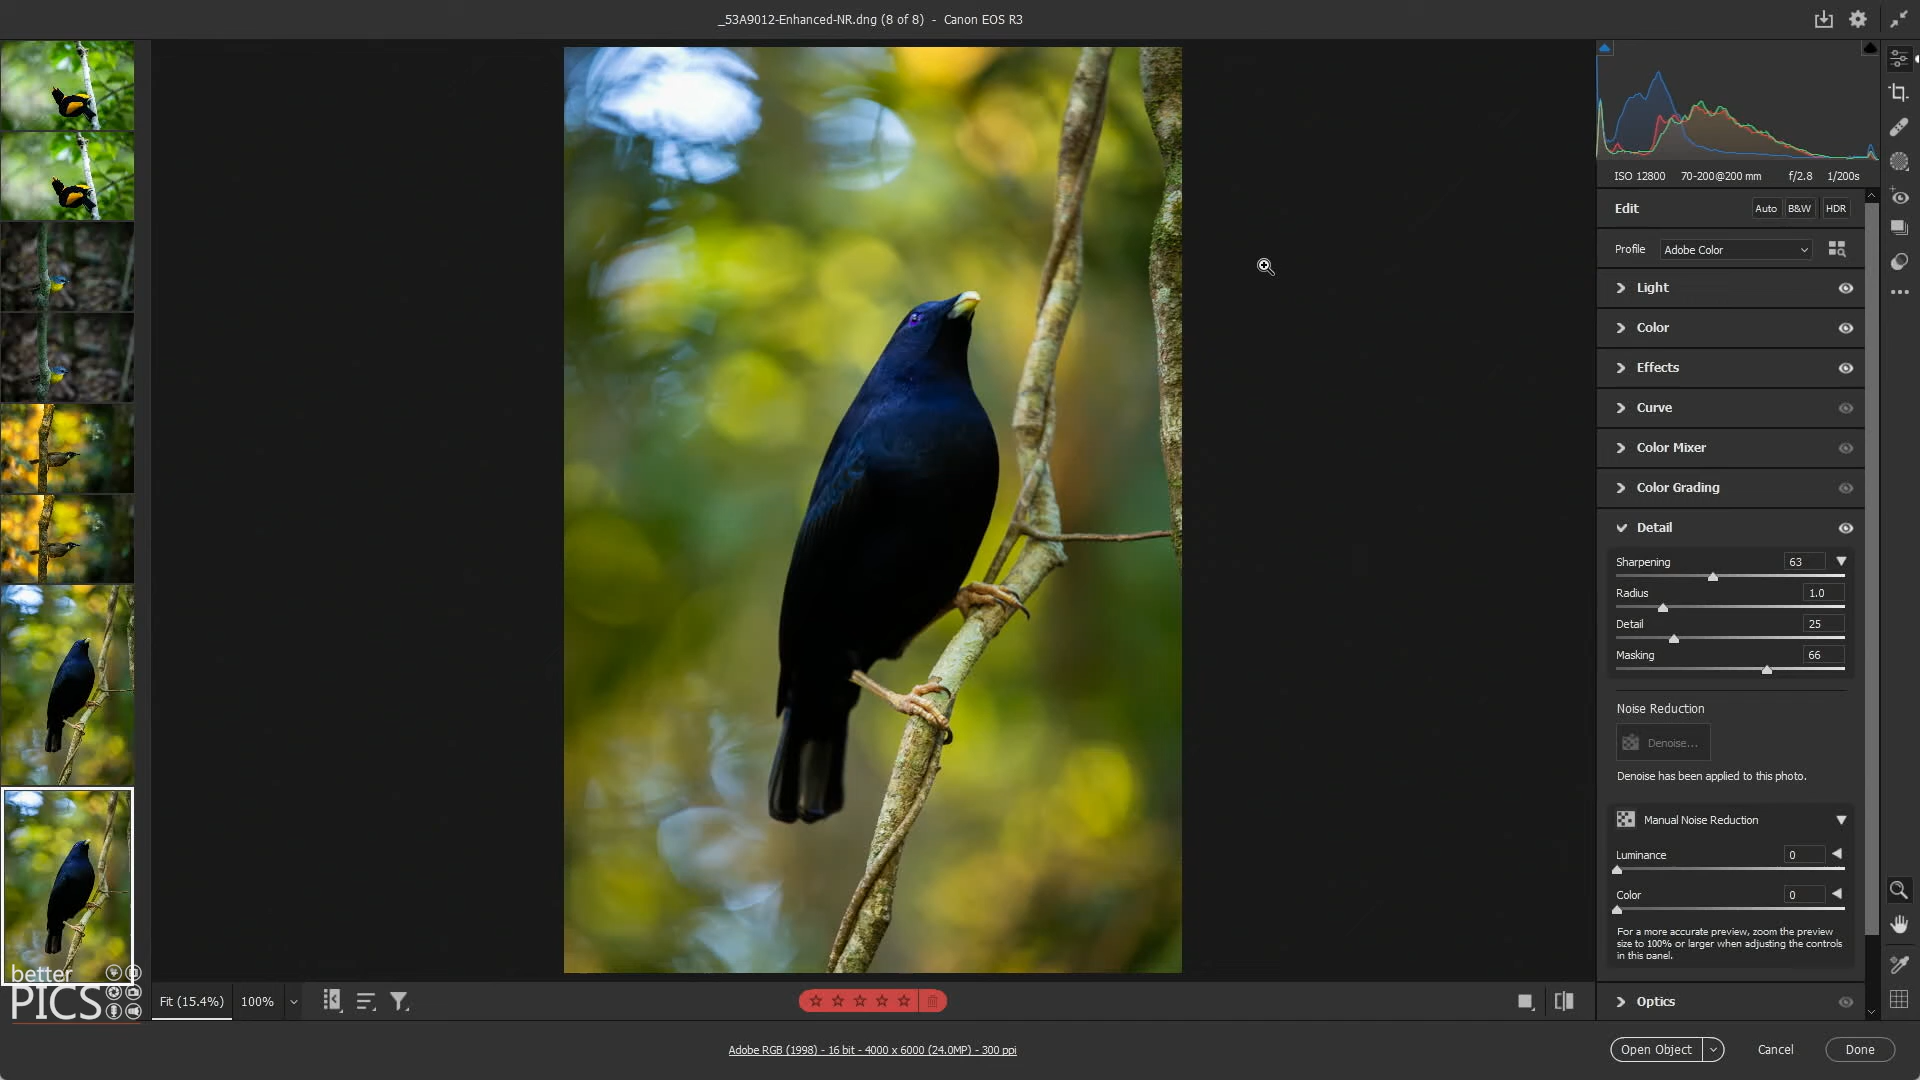 _53A9012-Enhanced-NR.dng (8 of 8) - Canon EOS R3
ISO 12800 70-200@200 mm f/2.8 1/200s
Edit Auto B&W HDR
Profile Adobe Color
Light
Color
Effects
Curve
Color Mixer
Color Grading
Detail
Sharpening 63
Radius 1.0
Detail 25
Masking 66
Noise Reduction
Denoise...
Denoise has been applied to this photo.
Manual Noise Reduction
Luminance 0
Color 0
For a more accurate preview, zoom the preview
size to 100% or larger when adjusting the controls
in this panel.
Optics
better
PICS
Fit (15.4%) 100%
Adobe RGB (1998) - 16 bit - 4000 x 6000 (24.0MP) - 300 ppi
Open Object Cancel Done